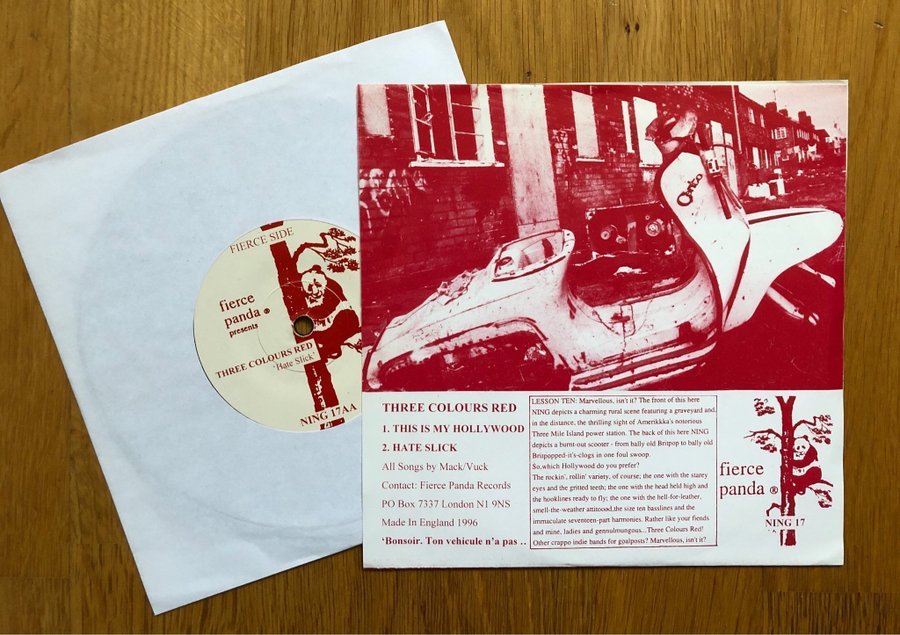 FIERCE SIDE
fierce
panda ®
presents
THREE COLOURS RED
'Hate Slick'
NING 17AA
THREE COLOURS RED
1. THIS IS MY HOLLYWOOD
2. HATE SLICK
All Songs by Mack/Vuck
Contact: Fierce Panda Records
PO Box 7337 London N1 9NS
Made In England 1996
'Bonsoir. Ton vehicule n'a pas ..
LESSON TEN: Marvellous, isn't it? The front of this here
NING depicts a charming rural scene featuring a graveyard and,
in the distance, the thrilling sight of Amerikkka's notorious
Three Mile Island power station. The back of this here NING
depicts a burnt-out scooter - from bally old Britpop to bally old
Britpopped-it's-clogs in one foul swoop.
So,which Hollywood do you prefer?
The rockin', rollin' variety, of course; the one with the starey
eyes and the gritted teeth; the one with the head held high and
the hooklines ready to fly; the one with the hell-for-leather,
smell-the-weather attitoood,the size ten basslines and the
immaculate seventeen-part harmonies. Rather like your fiends
and mine, ladies and gennulmungous...Three Colours Red!
Other crappo indie bands for goalposts? Marvellous, isn't it?
fierce
panda ®
NING 17